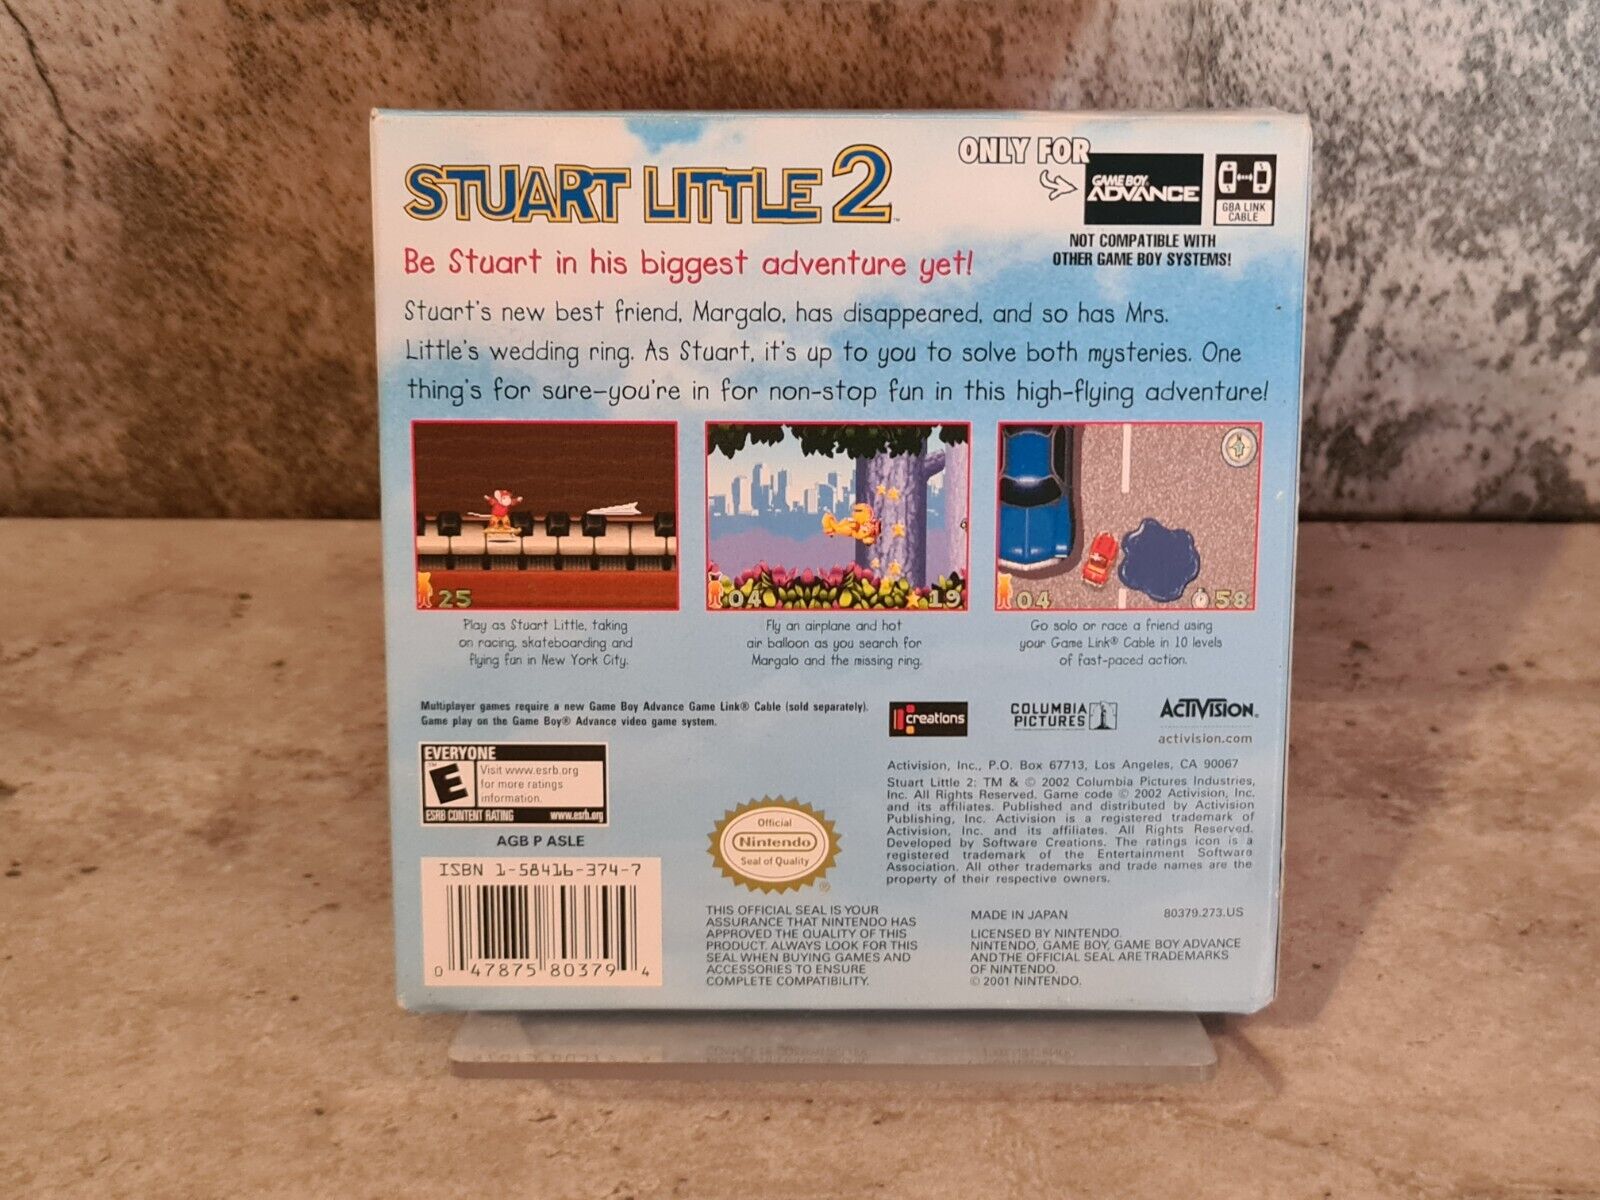 STUART LITTLE 2
ONLY FOR
GAME BOY ADVANCE
GBA LINK
CABLE
NOT COMPATIBLE WITH
OTHER GAME BOY SYSTEMS!
Be Stuart in his biggest adventure yet!
Stuart's new best friend, Margalo, has disappeared, and so has Mrs.
Little's wedding ring. As Stuart, it's up to you to solve both mysteries. One
thing's for sure–you're in for non-stop fun in this high-flying adventure!
25
04 19
04 58
Play as Stuart Little, taking
on racing, skateboarding and
flying fun in New York City.
Fly an airplane and hot
air balloon as you search for
Margalo and the missing ring.
Go solo or race a friend using
your Game Link® Cable in 10 levels
of fast-paced action.
Multiplayer games require a new Game Boy Advance Game Link® Cable (sold separately).
Game play on the Game Boy® Advance video game system.
creations
COLUMBIA
PICTURES
ACTIVISION.
activision.com
EVERYONE
E
Visit www.esrb.org
for more ratings
information.
ESRB CONTENT RATING www.esrb.org
AGB P ASLE
ISBN 1-58416-374-7
0 47875 80379 4
Official
Nintendo
Seal of Quality
THIS OFFICIAL SEAL IS YOUR
ASSURANCE THAT NINTENDO HAS
APPROVED THE QUALITY OF THIS
PRODUCT. ALWAYS LOOK FOR THIS
SEAL WHEN BUYING GAMES AND
ACCESSORIES TO ENSURE
COMPLETE COMPATIBILITY.
Activision, Inc., P.O. Box 67713, Los Angeles, CA 90067
Stuart Little 2: TM & © 2002 Columbia Pictures Industries,
Inc. All Rights Reserved. Game code © 2002 Activision, Inc.
and its affiliates. Published and distributed by Activision
Publishing, Inc. Activision is a registered trademark of
Activision, Inc. and its affiliates. All Rights Reserved.
Developed by Software Creations. The ratings icon is a
registered trademark of the Entertainment Software
Association. All other trademarks and trade names are the
property of their respective owners.
MADE IN JAPAN 80379.273.US
LICENSED BY NINTENDO.
NINTENDO, GAME BOY, GAME BOY ADVANCE
AND THE OFFICIAL SEAL ARE TRADEMARKS
OF NINTENDO.
© 2001 NINTENDO.